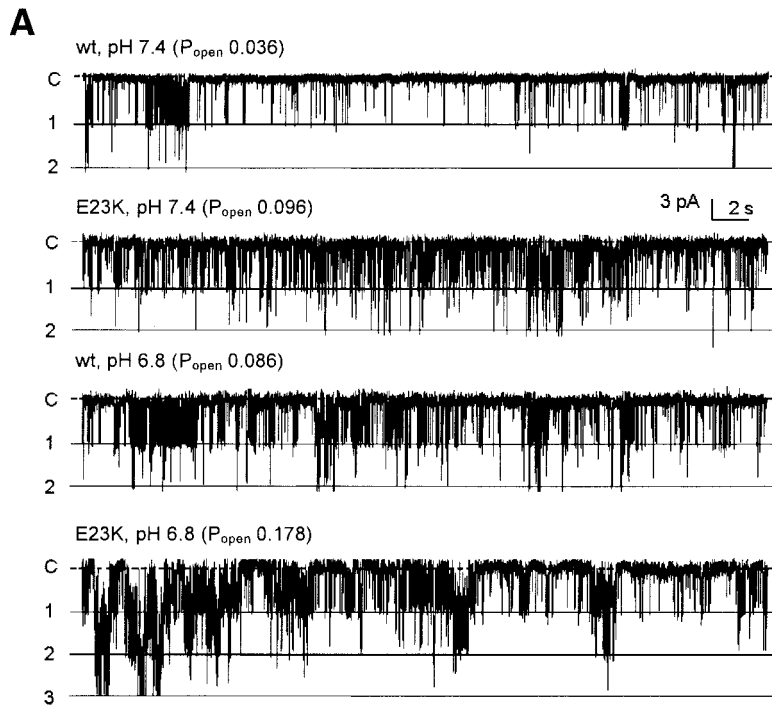 A
wt, pH 7.4 (Popen 0.036)
C
1
2
E23K, pH 7.4 (Popen 0.096)
3 pA 2 s
C
1
2
wt, pH 6.8 (Popen 0.086)
C
1
2
E23K, pH 6.8 (Popen 0.178)
C
1
2
3